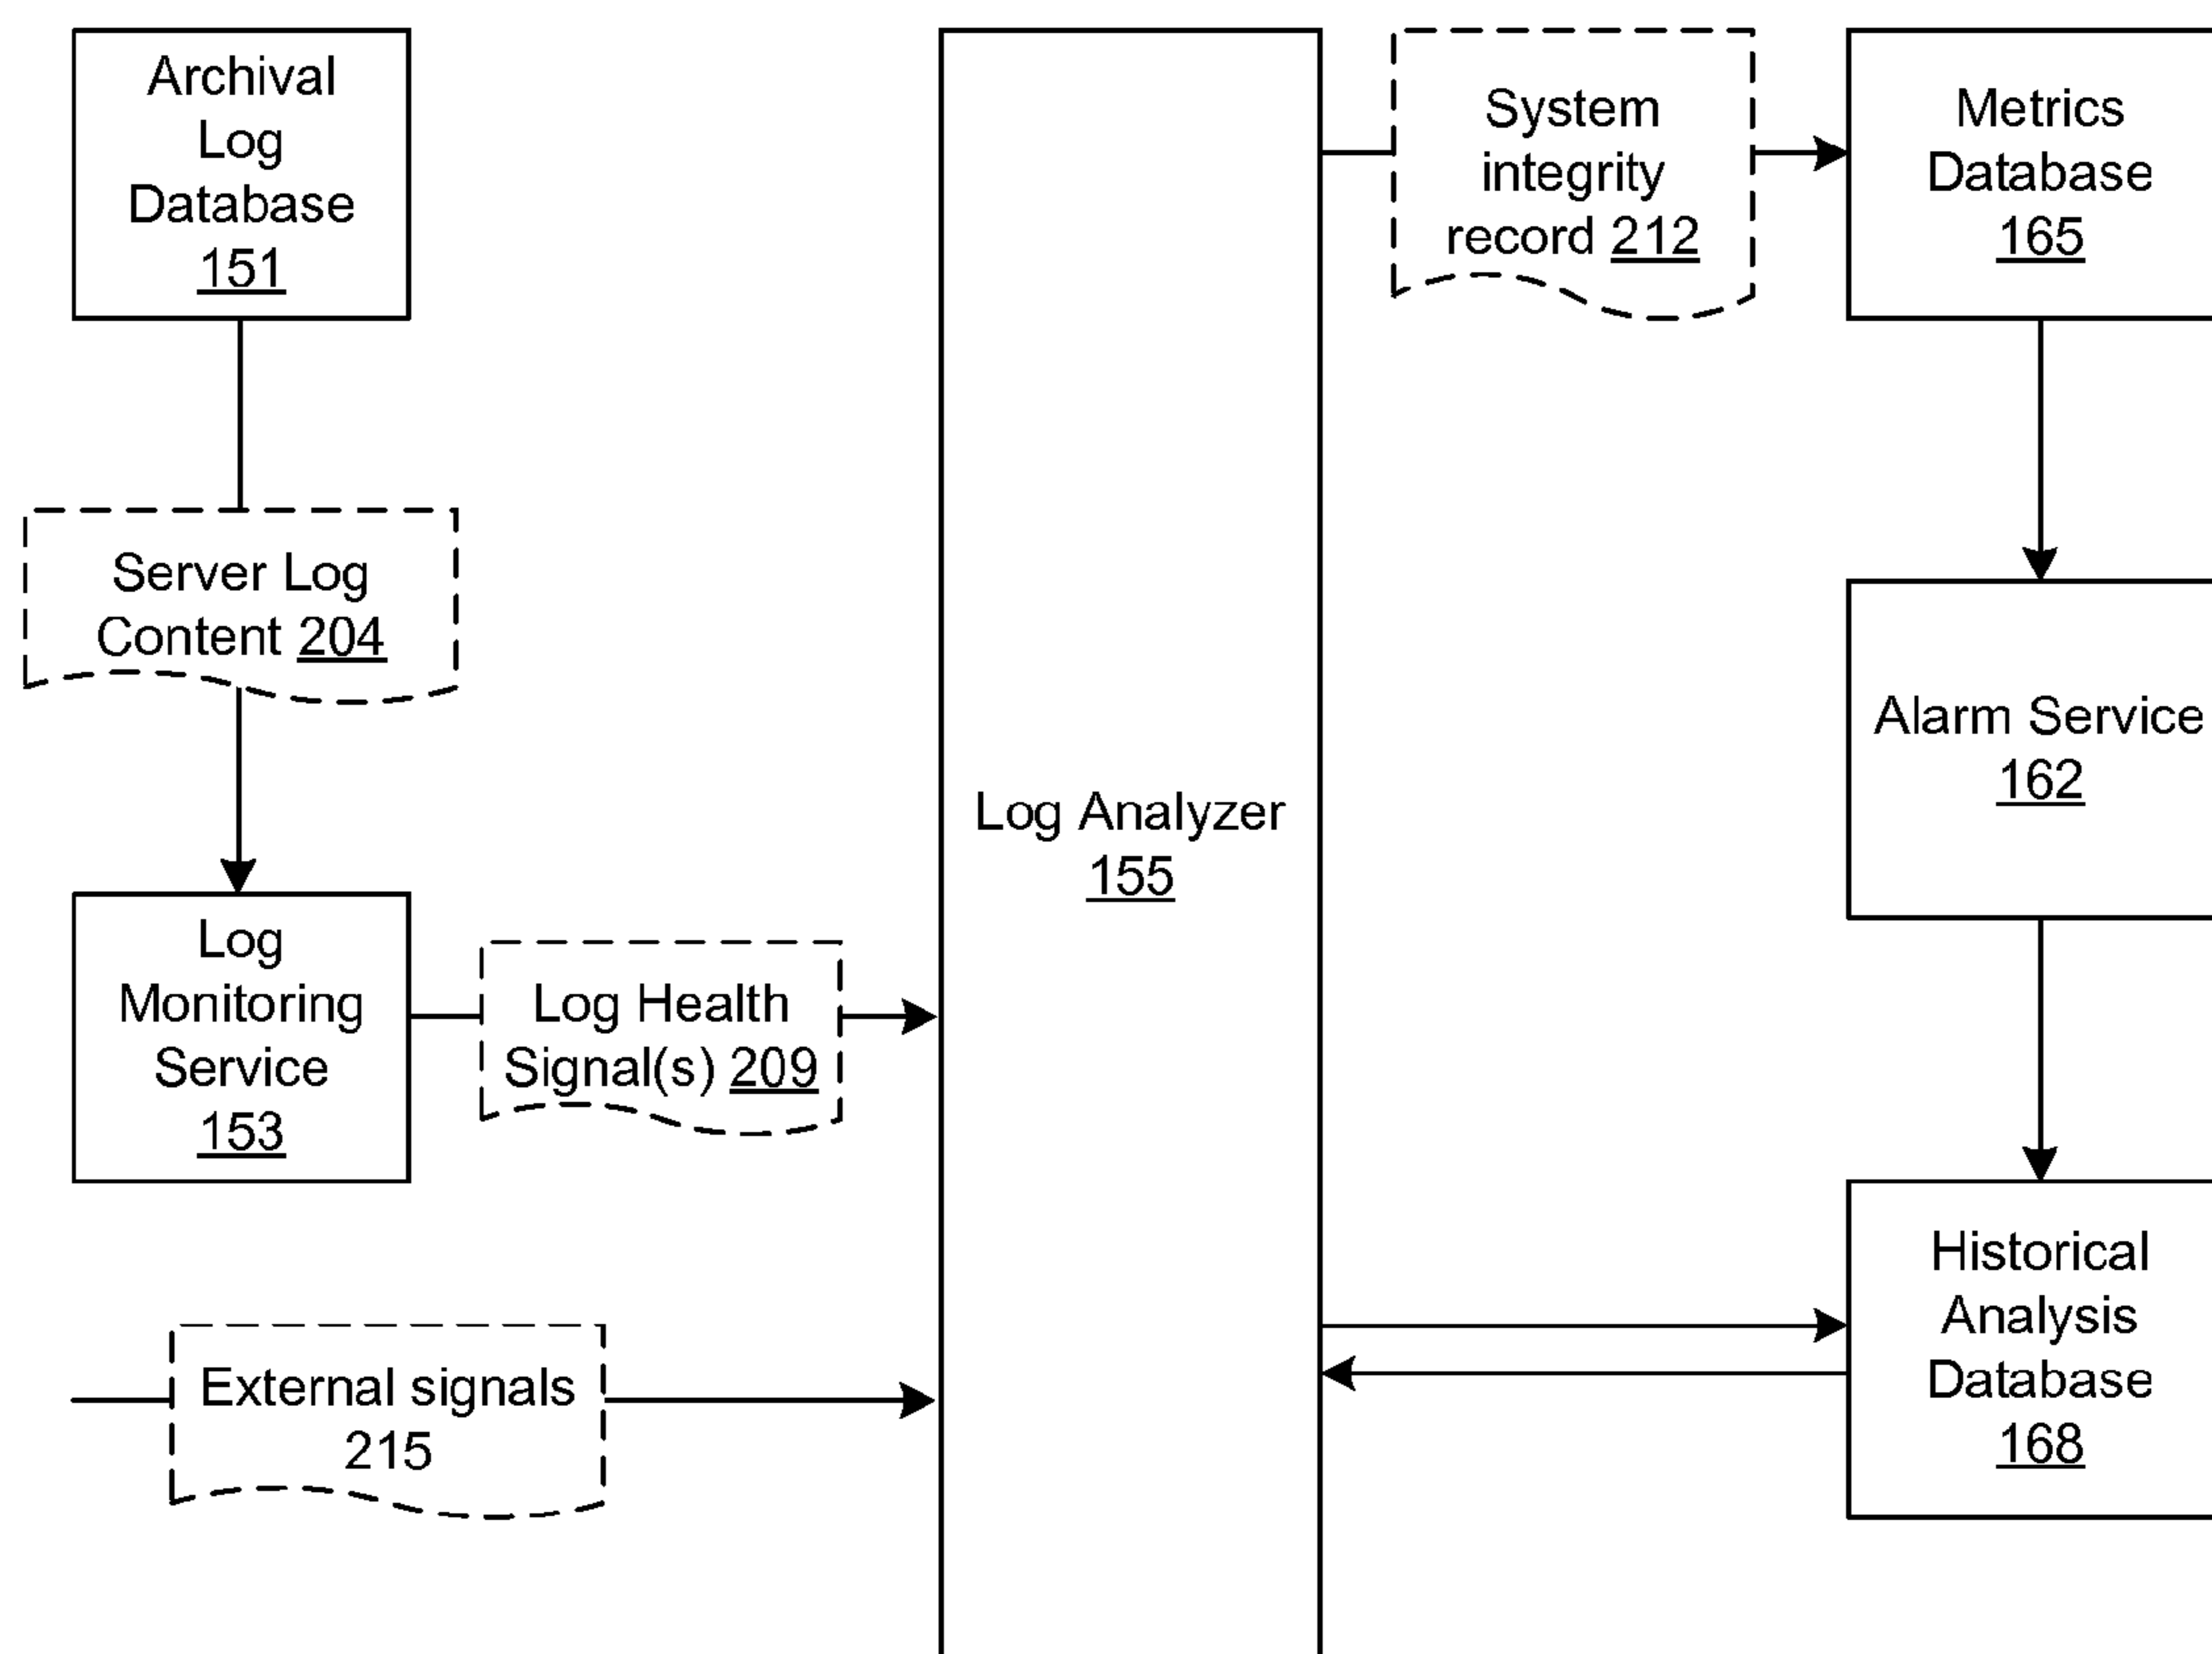 Archival
Log
Database
151
Server Log
Content 204
Log
Monitoring
Service
153
Log Health
Signal(s) 209
External signals
215
Log Analyzer
155
System
integrity
record 212
Metrics
Database
165
Alarm Service
162
Historical
Analysis
Database
168